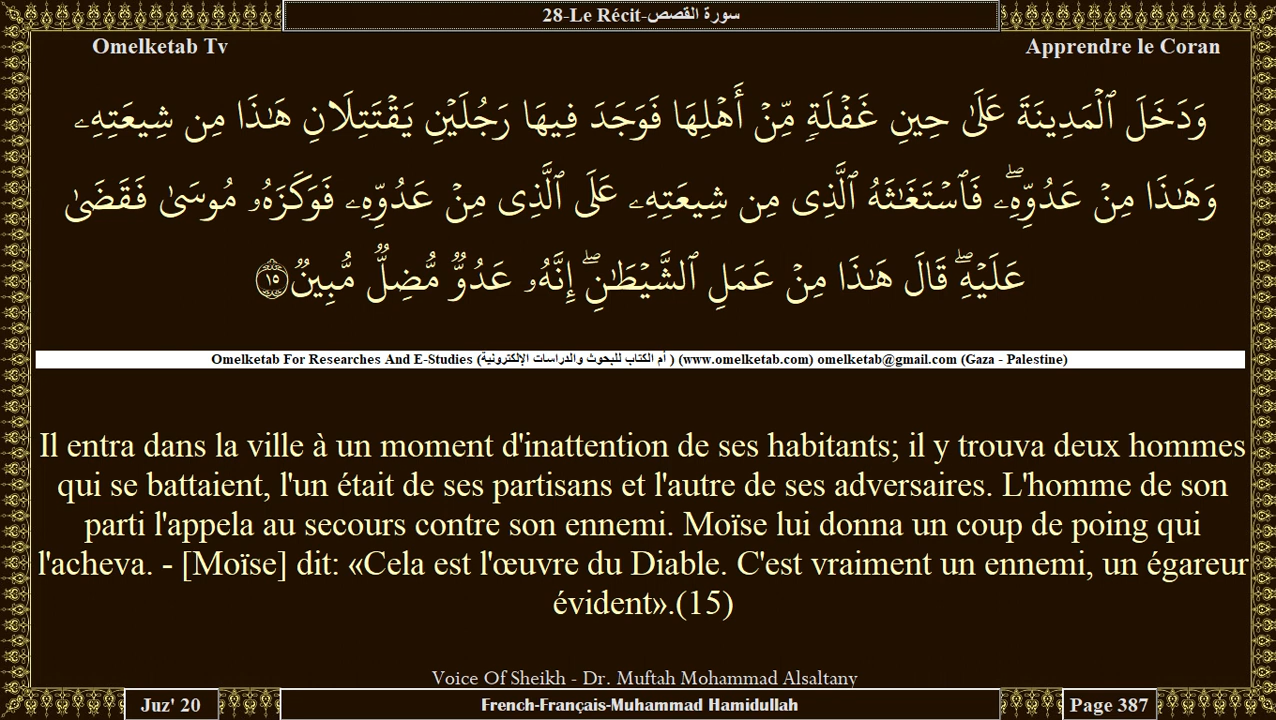 28-Le Récit-سورة القصص
Omelketab Tv
Apprendre le Coran
وَدَخَلَ ٱلْمَدِينَةَ عَلَىٰ حِينِ غَفْلَةٍ مِّنْ أَهْلِهَا فَوَجَدَ فِيهَا رَجُلَيْنِ يَقْتَتِلَانِ هَٰذَا مِن شِيعَتِهِۦ
وَهَٰذَا مِنْ عَدُوِّهِۦ ۖ فَٱسْتَغَٰثَهُ ٱلَّذِى مِن شِيعَتِهِۦ عَلَى ٱلَّذِى مِنْ عَدُوِّهِۦ فَوَكَزَهُۥ مُوسَىٰ فَقَضَىٰ
عَلَيْهِ ۖ قَالَ هَٰذَا مِنْ عَمَلِ ٱلشَّيْطَٰنِ ۖ إِنَّهُۥ عَدُوٌّ مُّضِلٌّ مُّبِينٌ ١٥
Omelketab For Researches And E-Studies (أم الكتاب للبحوث والدراسات الإلكترونية ) (www.omelketab.com) omelketab@gmail.com (Gaza - Palestine)
Il entra dans la ville à un moment d'inattention de ses habitants; il y trouva deux hommes
qui se battaient, l'un était de ses partisans et l'autre de ses adversaires. L'homme de son
parti l'appela au secours contre son ennemi. Moïse lui donna un coup de poing qui
l'acheva. - [Moïse] dit: «Cela est l'œuvre du Diable. C'est vraiment un ennemi, un égareur
évident».(15)
Voice Of Sheikh - Dr. Muftah Mohammad Alsaltany
Juz' 20
French-Français-Muhammad Hamidullah
Page 387